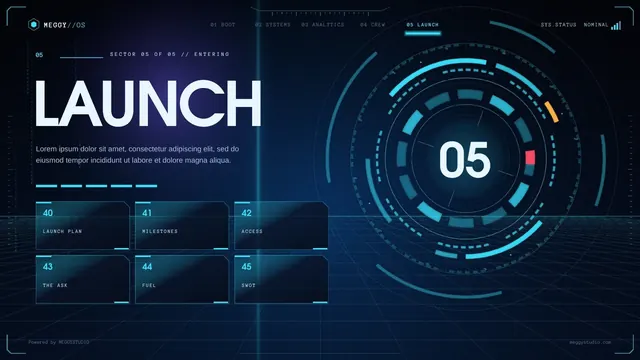 MEGGY//OS
01 BOOT
02 SYSTEMS
03 ANALYTICS
04 CREW
05 LAUNCH
SYS.STATUS NOMINAL
05 SECTOR 05 OF 06 // ENTERING
LAUNCH
Lorem ipsum dolor sit amet, consectetur adipiscing elit, sed do
eiusmod tempor incididunt ut labore et dolore magna aliqua.
05
40
LAUNCH PLAN
41
MILESTONES
42
ACCESS
43
THE ASK
44
FUEL
45
SWOT
Powered by MEGGSTUDIO